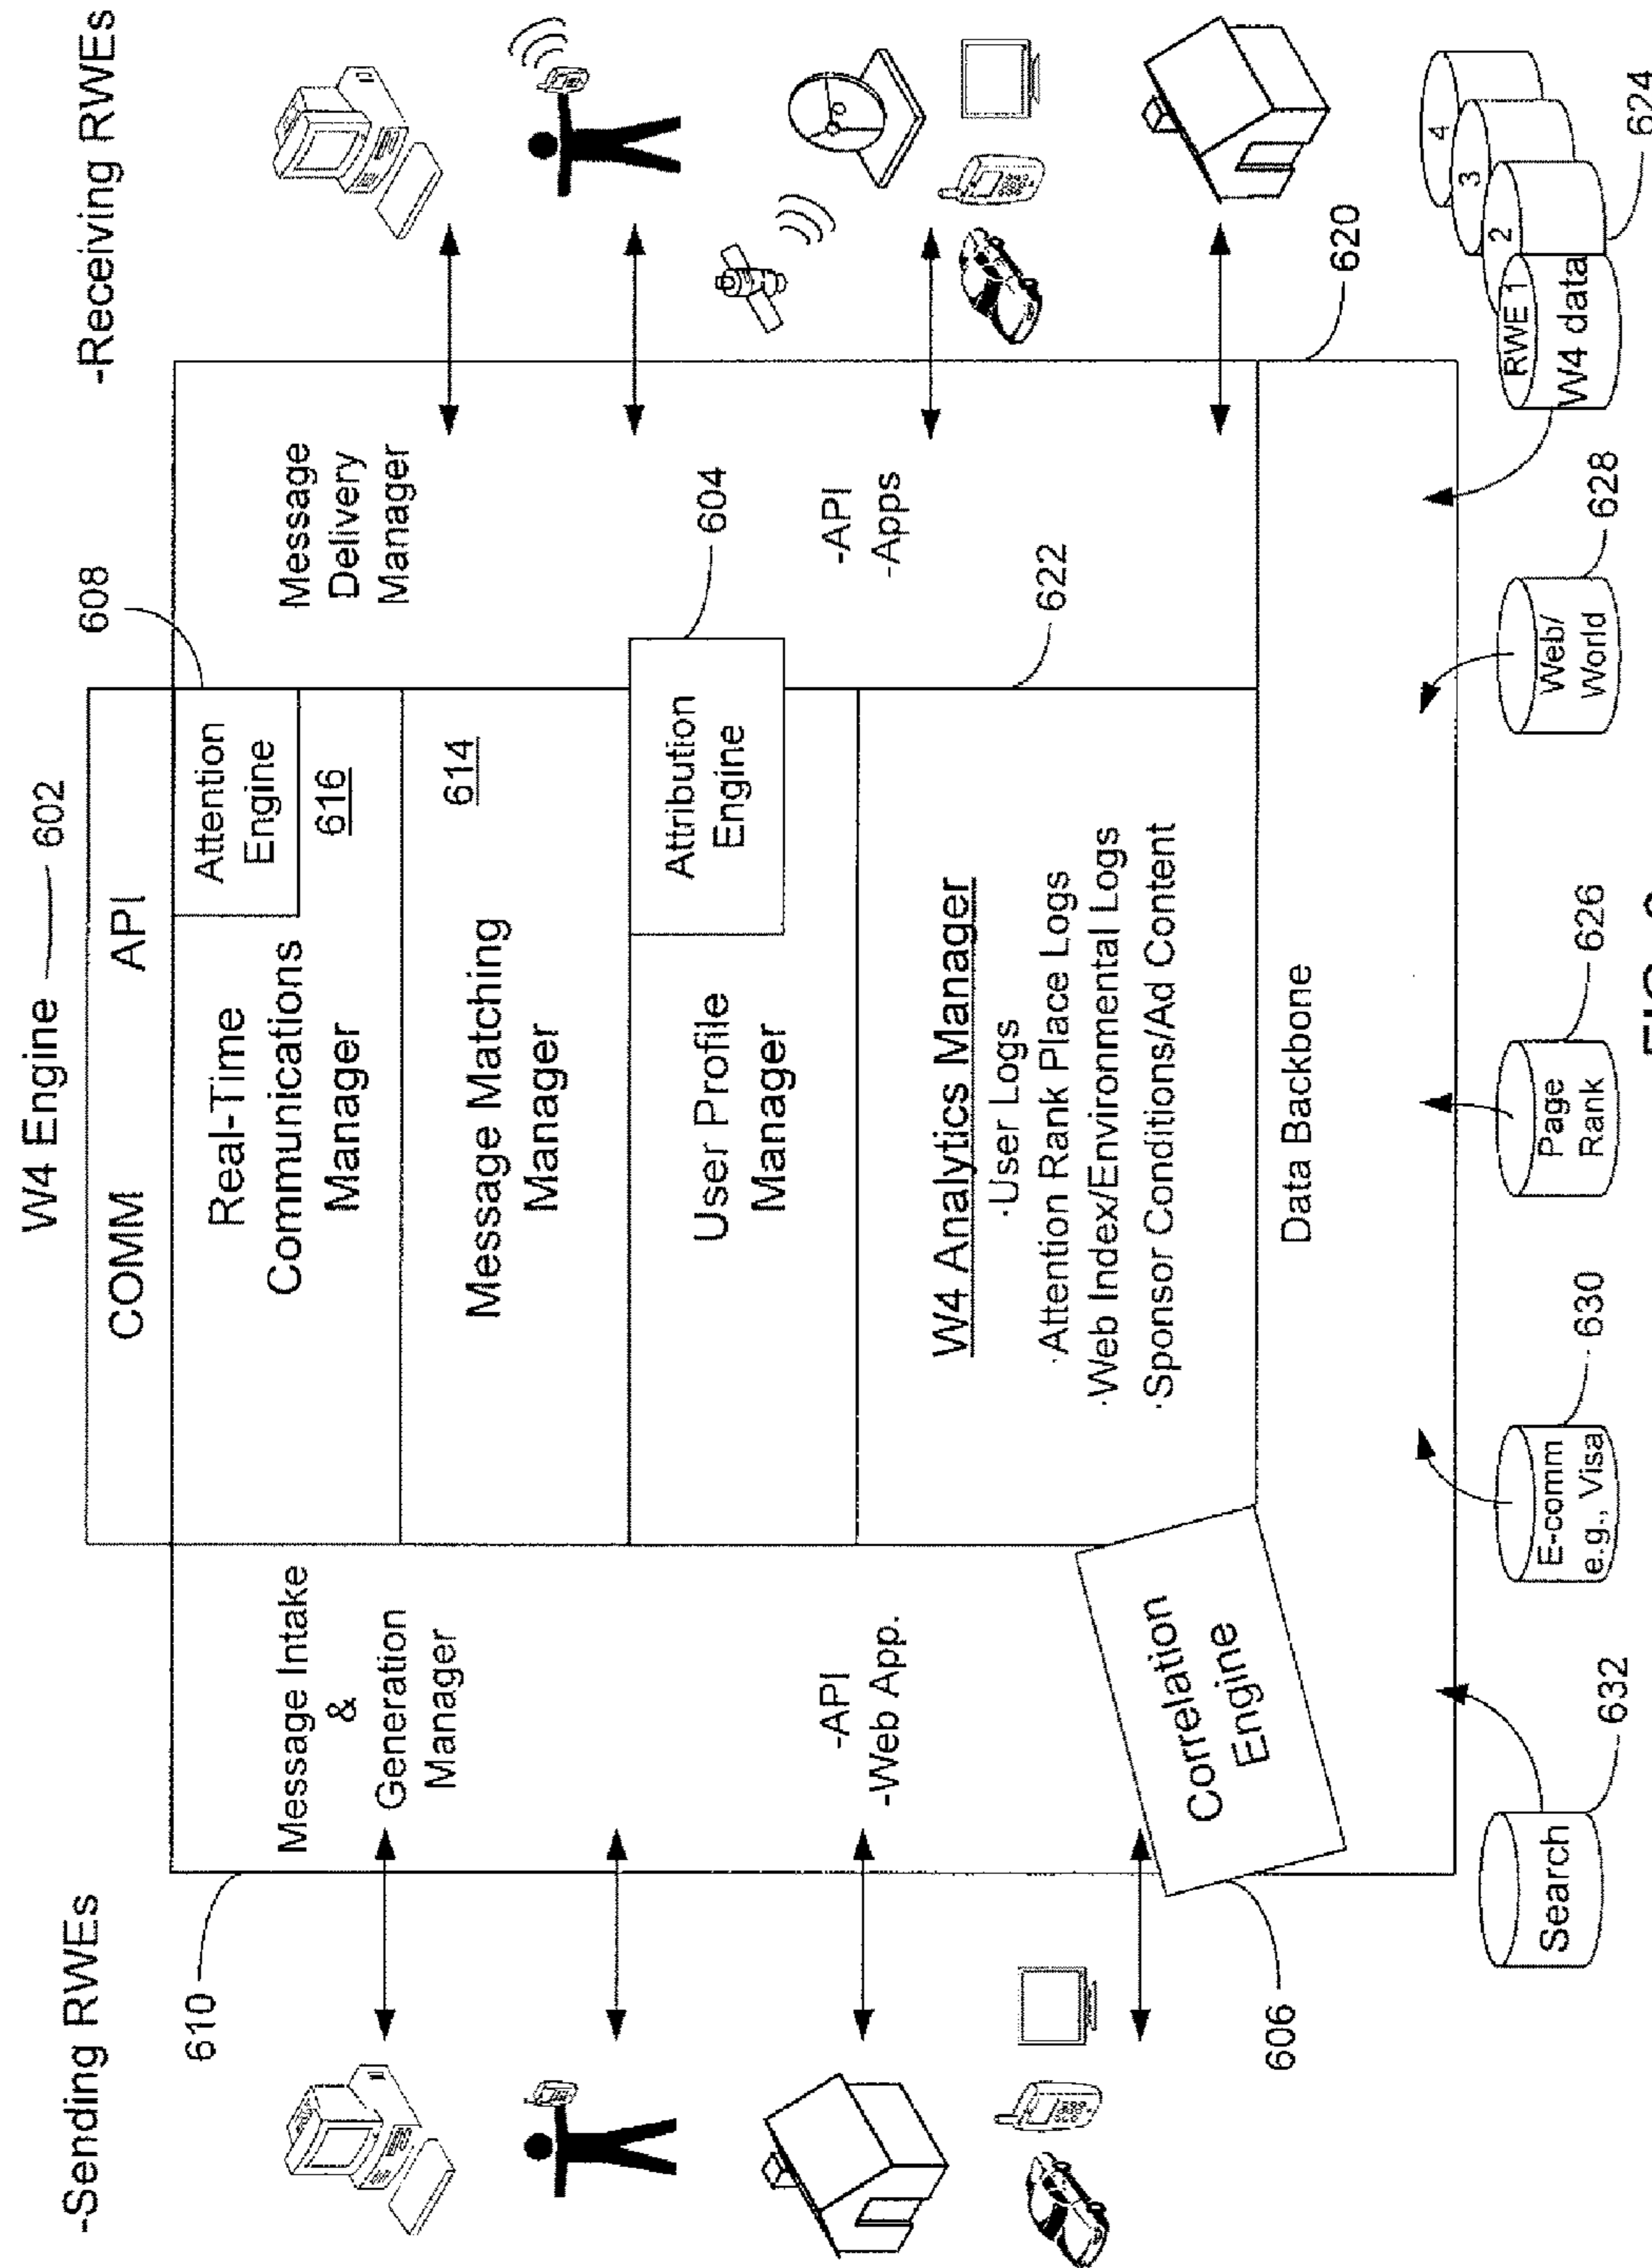 W4 Engine 602
-Sending RWEs
-Receiving RWEs
610
608
COMM API
Message Intake
&
Generation
Manager
-API
-Web App.
Real-Time
Communications
Manager
Attention
Engine
616
Message Matching
Manager
614
User Profile
Manager
Attribution
Engine
604
W4 Analytics Manager
·User Logs
·Attention Rank Place Logs
·Web Index/Environmental Logs
·Sponsor Conditions/Ad Content
622
Message
Delivery
Manager
-API
-Apps
Correlation
Engine
606
Data Backbone
620
Search
632
E-comm
e.g., Visa
630
Page
Rank
626
Web/
World
628
RWE 1
W4 data
2
3
4
624